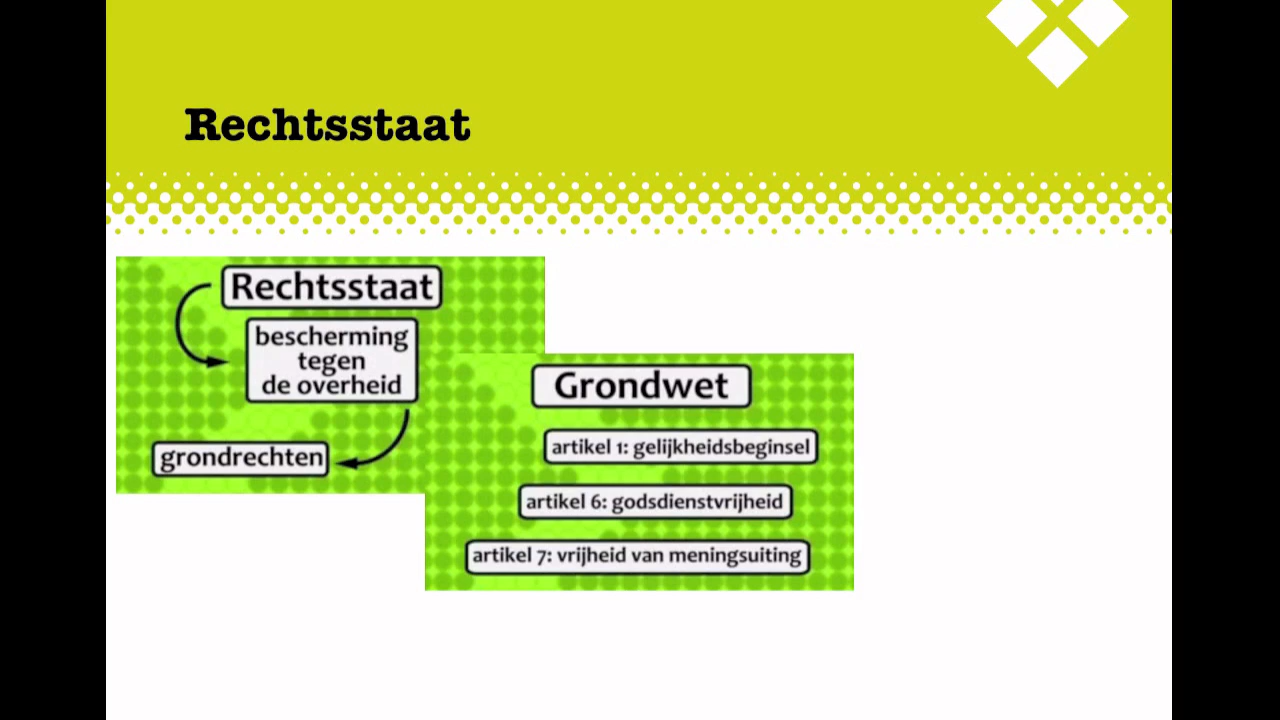 Rechtsstaat
Rechtsstaat
bescherming
tegen
de overheid
grondrechten
Grondwet
artikel 1: gelijkheidsbeginsel
artikel 6: godsdienstvrijheid
artikel 7: vrijheid van meningsuiting